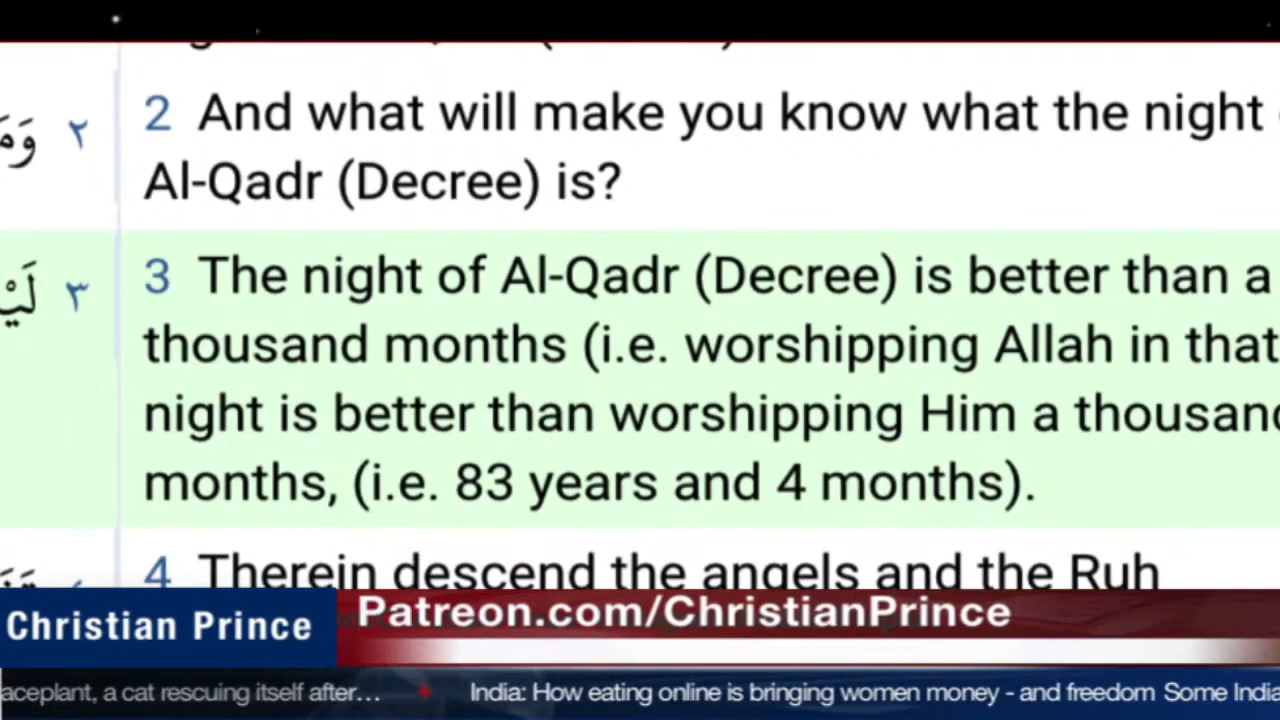 2 And what will make you know what the night
٢
Al-Qadr (Decree) is?
3 The night of Al-Qadr (Decree) is better than a
٣
thousand months (i.e. worshipping Allah in that
night is better than worshipping Him a thousand
months, (i.e. 83 years and 4 months).
4 Therein descend the angels and the Ruh
Christian Prince
Patreon.com/ChristianPrince
aceplant, a cat rescuing itself after... India: How eating online is bringing women money - and freedom Some India